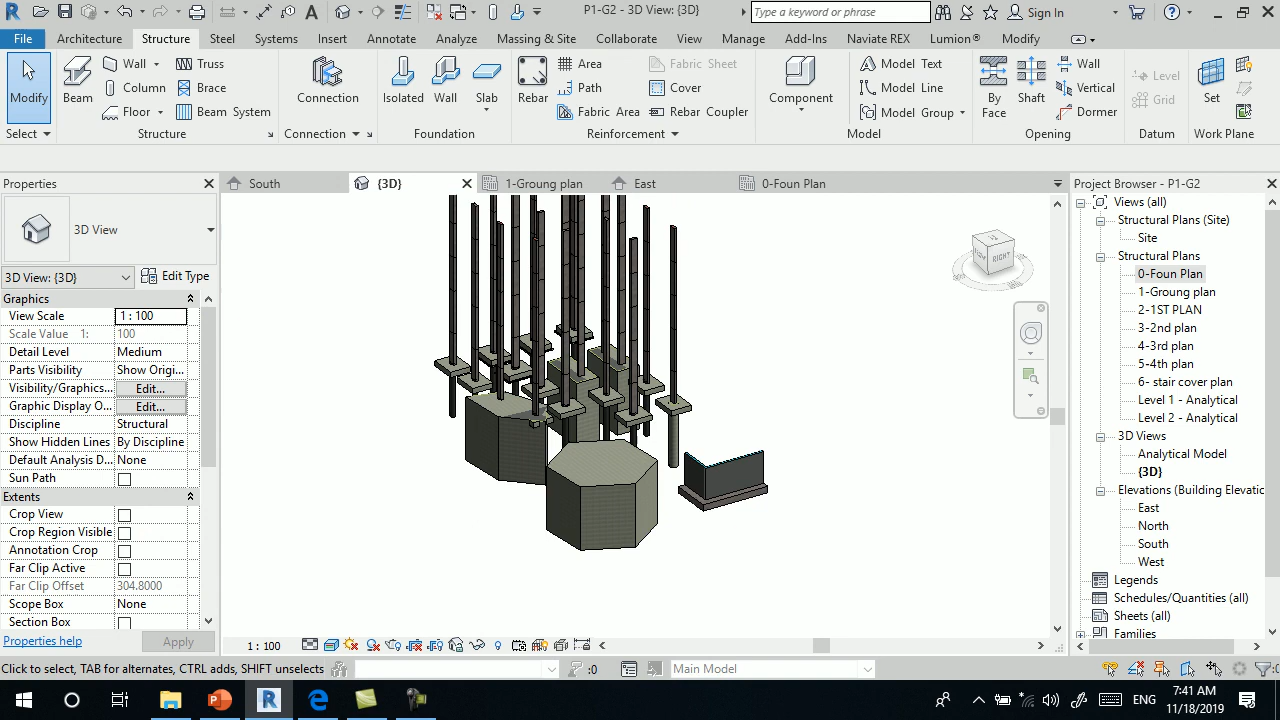 P1-G2 - 3D View: {3D}
Type a keyword or phrase
Sign In
File Architecture Structure Steel Systems Insert Annotate Analyze Massing & Site Collaborate View Manage Add-Ins Naviate REX Lumion® Modify
Modify Beam Wall Truss Connection Isolated Wall Slab Rebar Area Fabric Sheet Component Model Text By Face Shaft Wall Level Set
Column Brace Path Cover Model Line Vertical Grid
Floor Beam System Fabric Area Rebar Coupler Model Group Dormer
Select Structure Connection Foundation Reinforcement Model Opening Datum Work Plane
Properties
South {3D} 1-Groung plan East 0-Foun Plan
Project Browser - P1-G2
3D View
3D View: {3D} Edit Type
Graphics
View Scale 1 : 100
Scale Value 1: 100
Detail Level Medium
Parts Visibility Show Origi...
Visibility/Graphics... Edit...
Graphic Display O... Edit...
Discipline Structural
Show Hidden Lines By Discipline
Default Analysis D... None
Sun Path
Extents
Crop View
Crop Region Visible
Annotation Crop
Far Clip Active
Far Clip Offset 304.8000
Scope Box None
Section Box
Properties help Apply
RIGHT
Views (all)
Structural Plans (Site)
Site
Structural Plans
0-Foun Plan
1-Groung plan
2-1ST PLAN
3-2nd plan
4-3rd plan
5-4th plan
6- stair cover plan
Level 1 - Analytical
Level 2 - Analytical
3D Views
Analytical Model
{3D}
Elevations (Building Elevatic
East
North
South
West
Legends
Schedules/Quantities (all)
Sheets (all)
Families
1 : 100
Click to select, TAB for alternates, CTRL adds, SHIFT unselects
:0
Main Model
:0
ENG
7:41 AM
11/18/2019